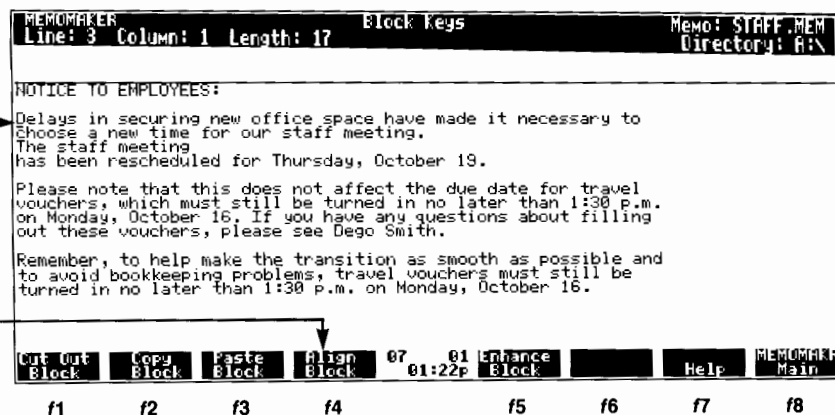 MEMOMAKER Block Keys Memo: STAFF.MEM
Line: 3 Column: 1 Length: 17 Directory: A:\
NOTICE TO EMPLOYEES:
Delays in securing new office space have made it necessary to
choose a new time for our staff meeting.
The staff meeting
has been rescheduled for Thursday, October 19.
Please note that this does not affect the due date for travel
vouchers, which must still be turned in no later than 1:30 p.m.
on Monday, October 16. If you have any questions about filling
out these vouchers, please see Dego Smith.
Remember, to help make the transition as smooth as possible and
to avoid bookkeeping problems, travel vouchers must still be
turned in no later than 1:30 p.m. on Monday, October 16.
Cut Out Copy Paste Align 07 01 Enhance MEMOMAKER
Block Block Block Block 01:22p Block Help Main
f1 f2 f3 f4 f5 f6 f7 f8